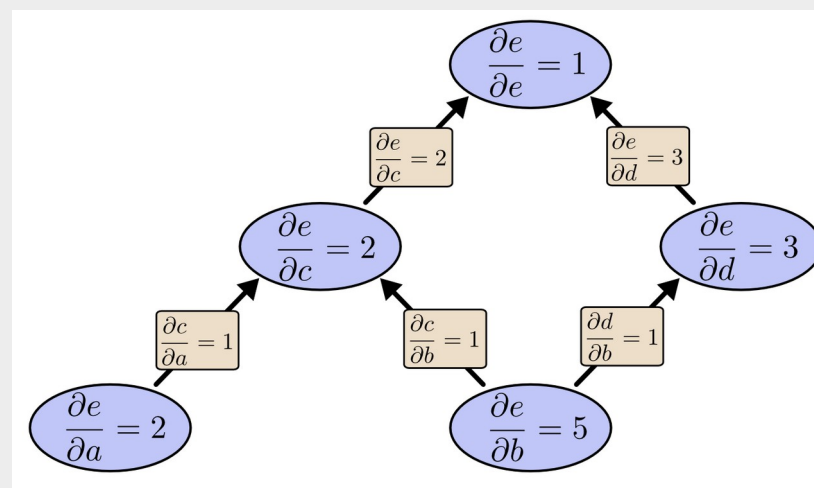 ∂e/∂e = 1
∂e/∂c = 2
∂e/∂d = 3
∂e/∂c = 2
∂e/∂d = 3
∂c/∂a = 1
∂c/∂b = 1
∂d/∂b = 1
∂e/∂a = 2
∂e/∂b = 5